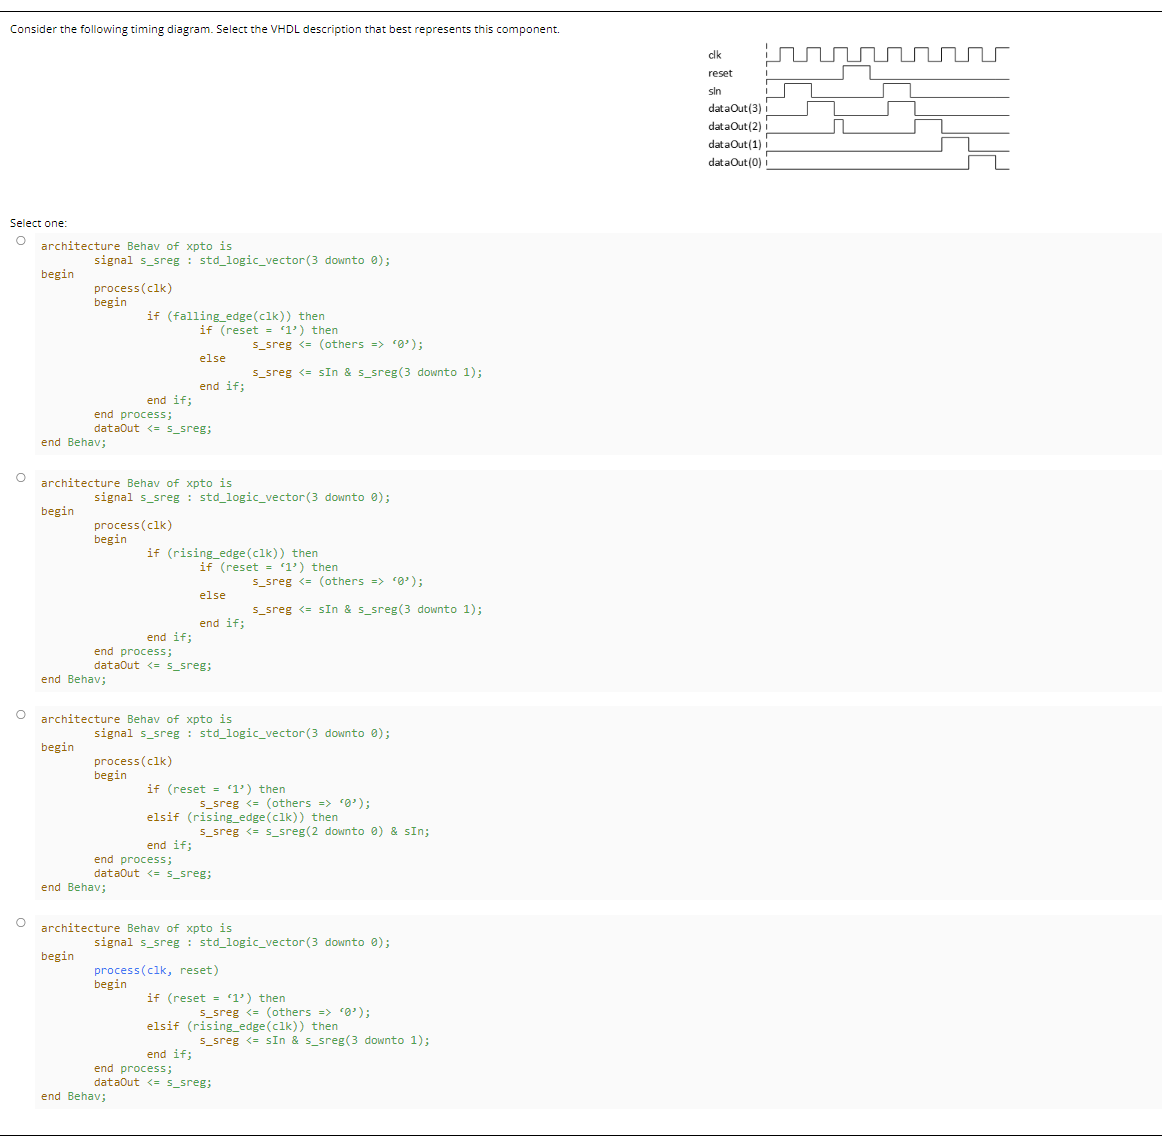 Consider the following timing diagram. Select the VHDL description that best represents this component.
clk
reset
sIn
dataOut(3)
dataOut(2)
dataOut(1)
dataOut(0)
Select one:
architecture Behav of xpto is
signal s_sreg : std_logic_vector(3 downto 0);
begin
process(clk)
begin
if (falling_edge(clk)) then
if (reset = ‘1’) then
s_sreg <= (others => ‘0’);
else
s_sreg <= sIn & s_sreg(3 downto 1);
end if;
end if;
end process;
dataOut <= s_sreg;
end Behav;
architecture Behav of xpto is
signal s_sreg : std_logic_vector(3 downto 0);
begin
process(clk)
begin
if (rising_edge(clk)) then
if (reset = ‘1’) then
s_sreg <= (others => ‘0’);
else
s_sreg <= sIn & s_sreg(3 downto 1);
end if;
end if;
end process;
dataOut <= s_sreg;
end Behav;
architecture Behav of xpto is
signal s_sreg : std_logic_vector(3 downto 0);
begin
process(clk)
begin
if (reset = ‘1’) then
s_sreg <= (others => ‘0’);
elsif (rising_edge(clk)) then
s_sreg <= s_sreg(2 downto 0) & sIn;
end if;
end process;
dataOut <= s_sreg;
end Behav;
architecture Behav of xpto is
signal s_sreg : std_logic_vector(3 downto 0);
begin
process(clk, reset)
begin
if (reset = ‘1’) then
s_sreg <= (others => ‘0’);
elsif (rising_edge(clk)) then
s_sreg <= sIn & s_sreg(3 downto 1);
end if;
end process;
dataOut <= s_sreg;
end Behav;